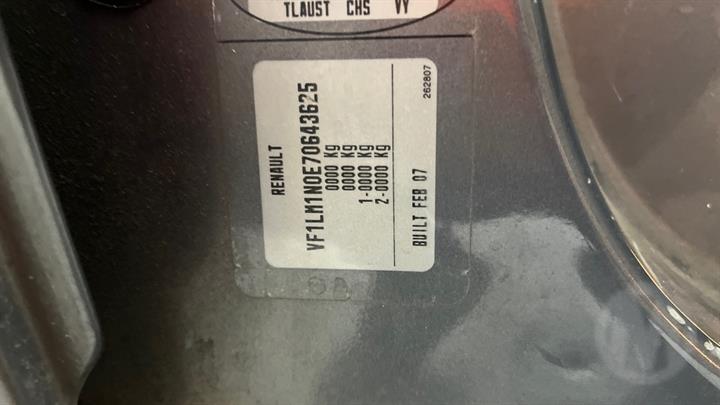 TLAUST CHS VY
RENAULT
VF1LM1N0E70643625
0000 Kg
0000 Kg
1-0000 Kg
2-0000 Kg
BUILT FEB 07
262807